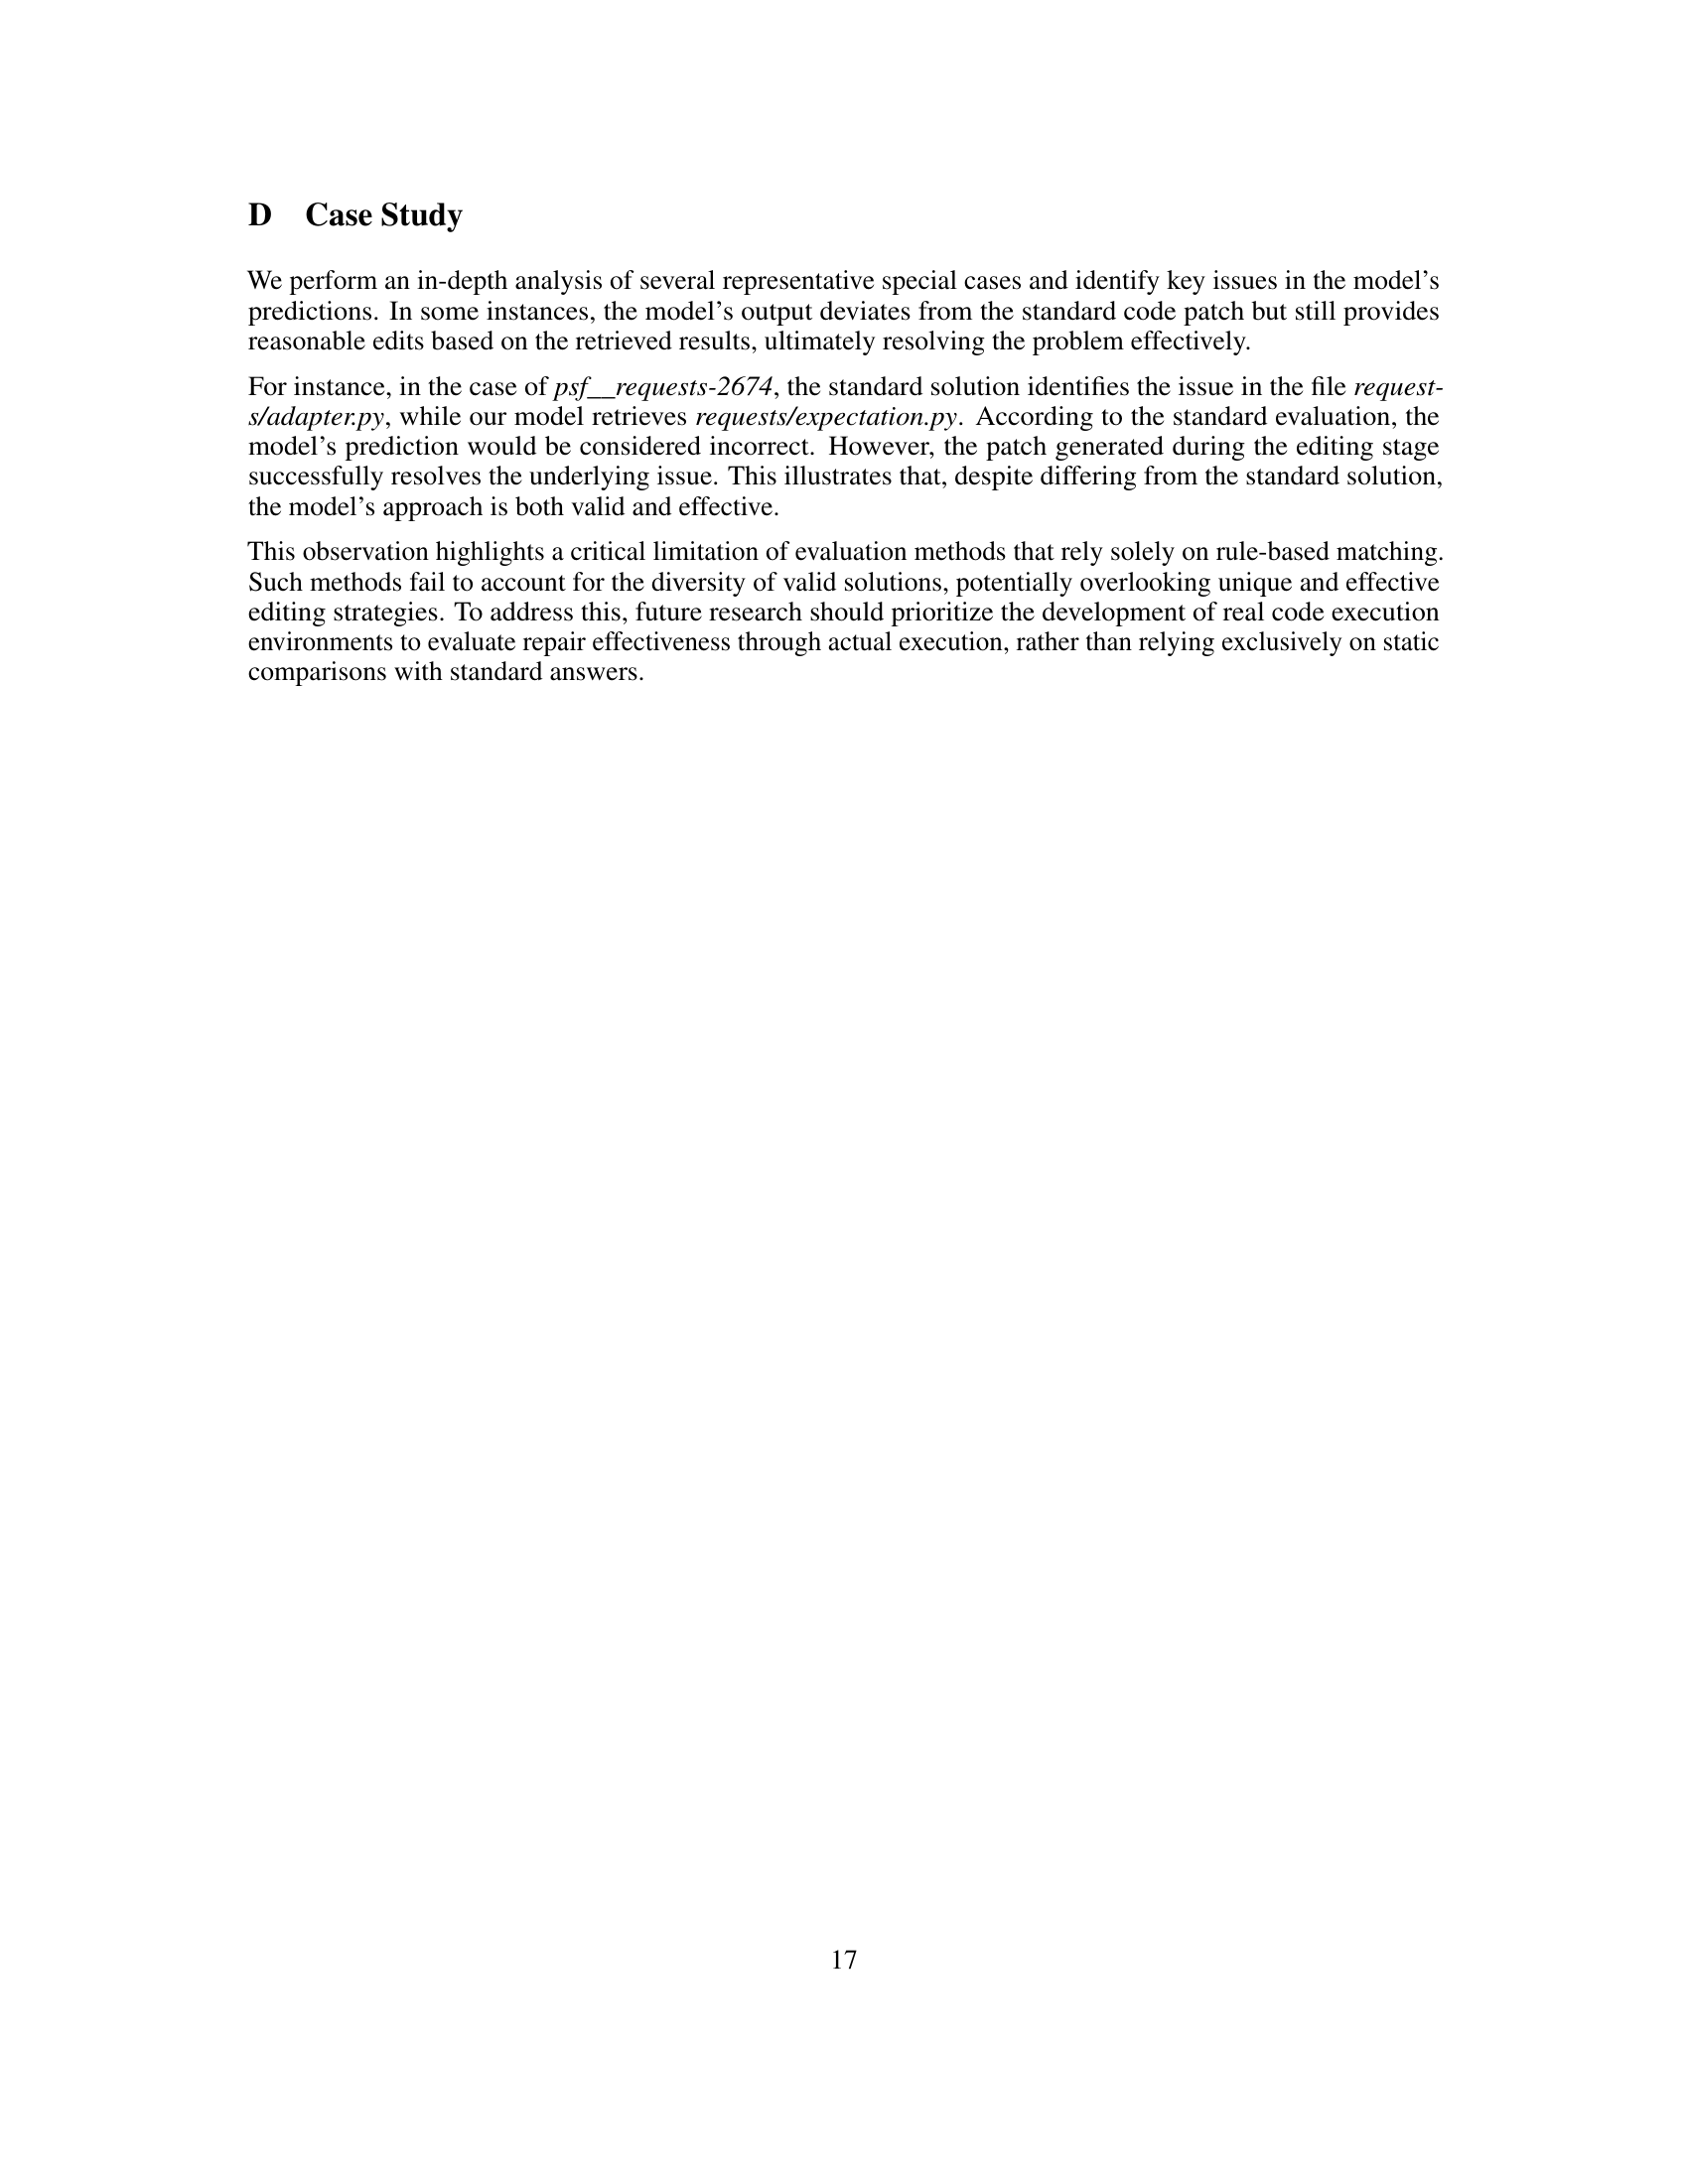 D Case Study
We perform an in-depth analysis of several representative special cases and identify key issues in the model's
predictions. In some instances, the model's output deviates from the standard code patch but still provides
reasonable edits based on the retrieved results, ultimately resolving the problem effectively.
For instance, in the case of psf__requests-2674, the standard solution identifies the issue in the file request-
s/adapter.py, while our model retrieves requests/expectation.py. According to the standard evaluation, the
model's prediction would be considered incorrect. However, the patch generated during the editing stage
successfully resolves the underlying issue. This illustrates that, despite differing from the standard solution,
the model's approach is both valid and effective.
This observation highlights a critical limitation of evaluation methods that rely solely on rule-based matching.
Such methods fail to account for the diversity of valid solutions, potentially overlooking unique and effective
editing strategies. To address this, future research should prioritize the development of real code execution
environments to evaluate repair effectiveness through actual execution, rather than relying exclusively on static
comparisons with standard answers.
17